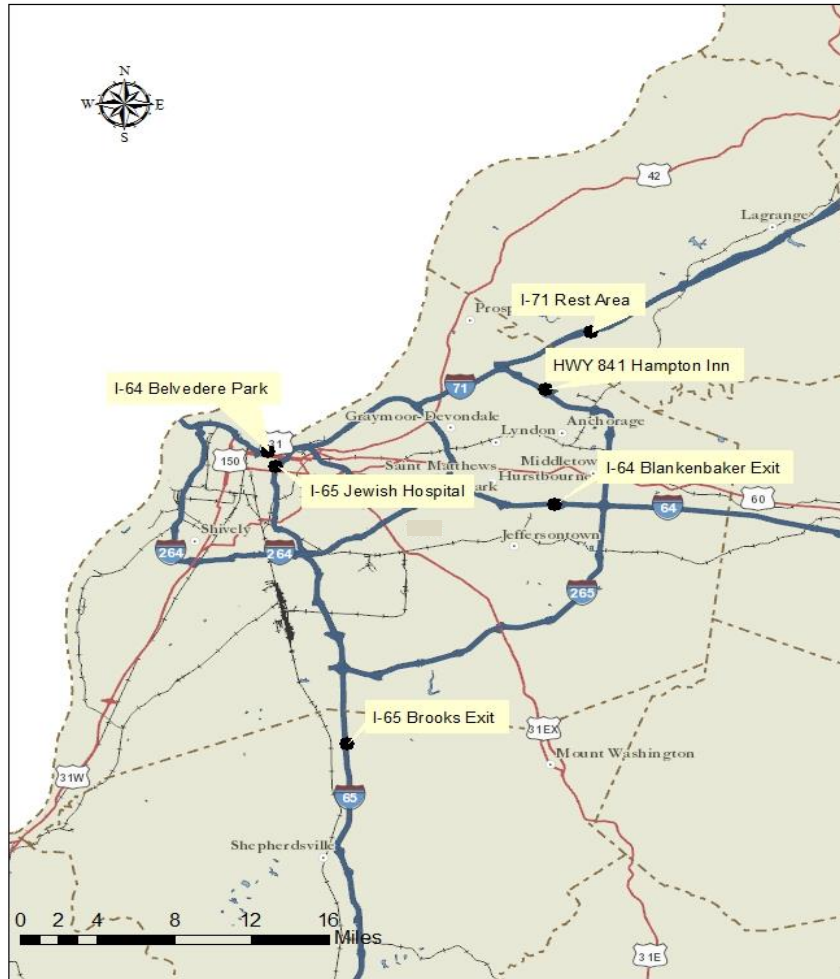 N
W E
S
42
Lagrange
I-71 Rest Area
Prosp
HWY 841 Hampton Inn
71
I-64 Belvedere Park
Graymoor-Devondale
Anchorage
31
Lyndon
150
Saint Matthews
Middletow
I-64 Blankenbaker Exit
Hurstbourne
I-65 Jewish Hospital
ark
60
64
Shively
Jeffersontown
264
264
265
I-65 Brooks Exit
31EX
Mount Washington
31W
65
Shepherdsville
0 2 4 8 12 16
Miles
31E